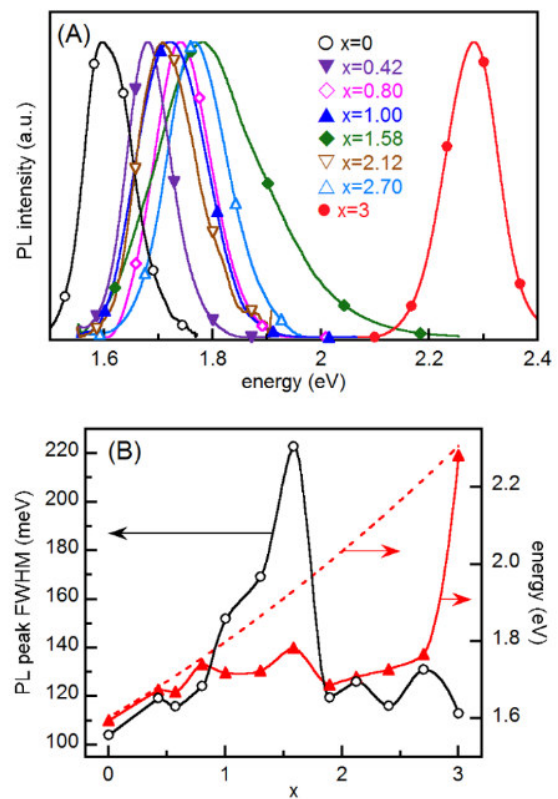 (A)
x=0
x=0.42
x=0.80
x=1.00
x=1.58
x=2.12
x=2.70
x=3
PL intensity (a.u.)
1.6 1.8 2 2.2 2.4
energy (eV)
(B)
220
200
180
160
140
120
100
PL peak FWHM (meV)
2.2
2.0
1.8
1.6
energy (eV)
0 1 2 3
x